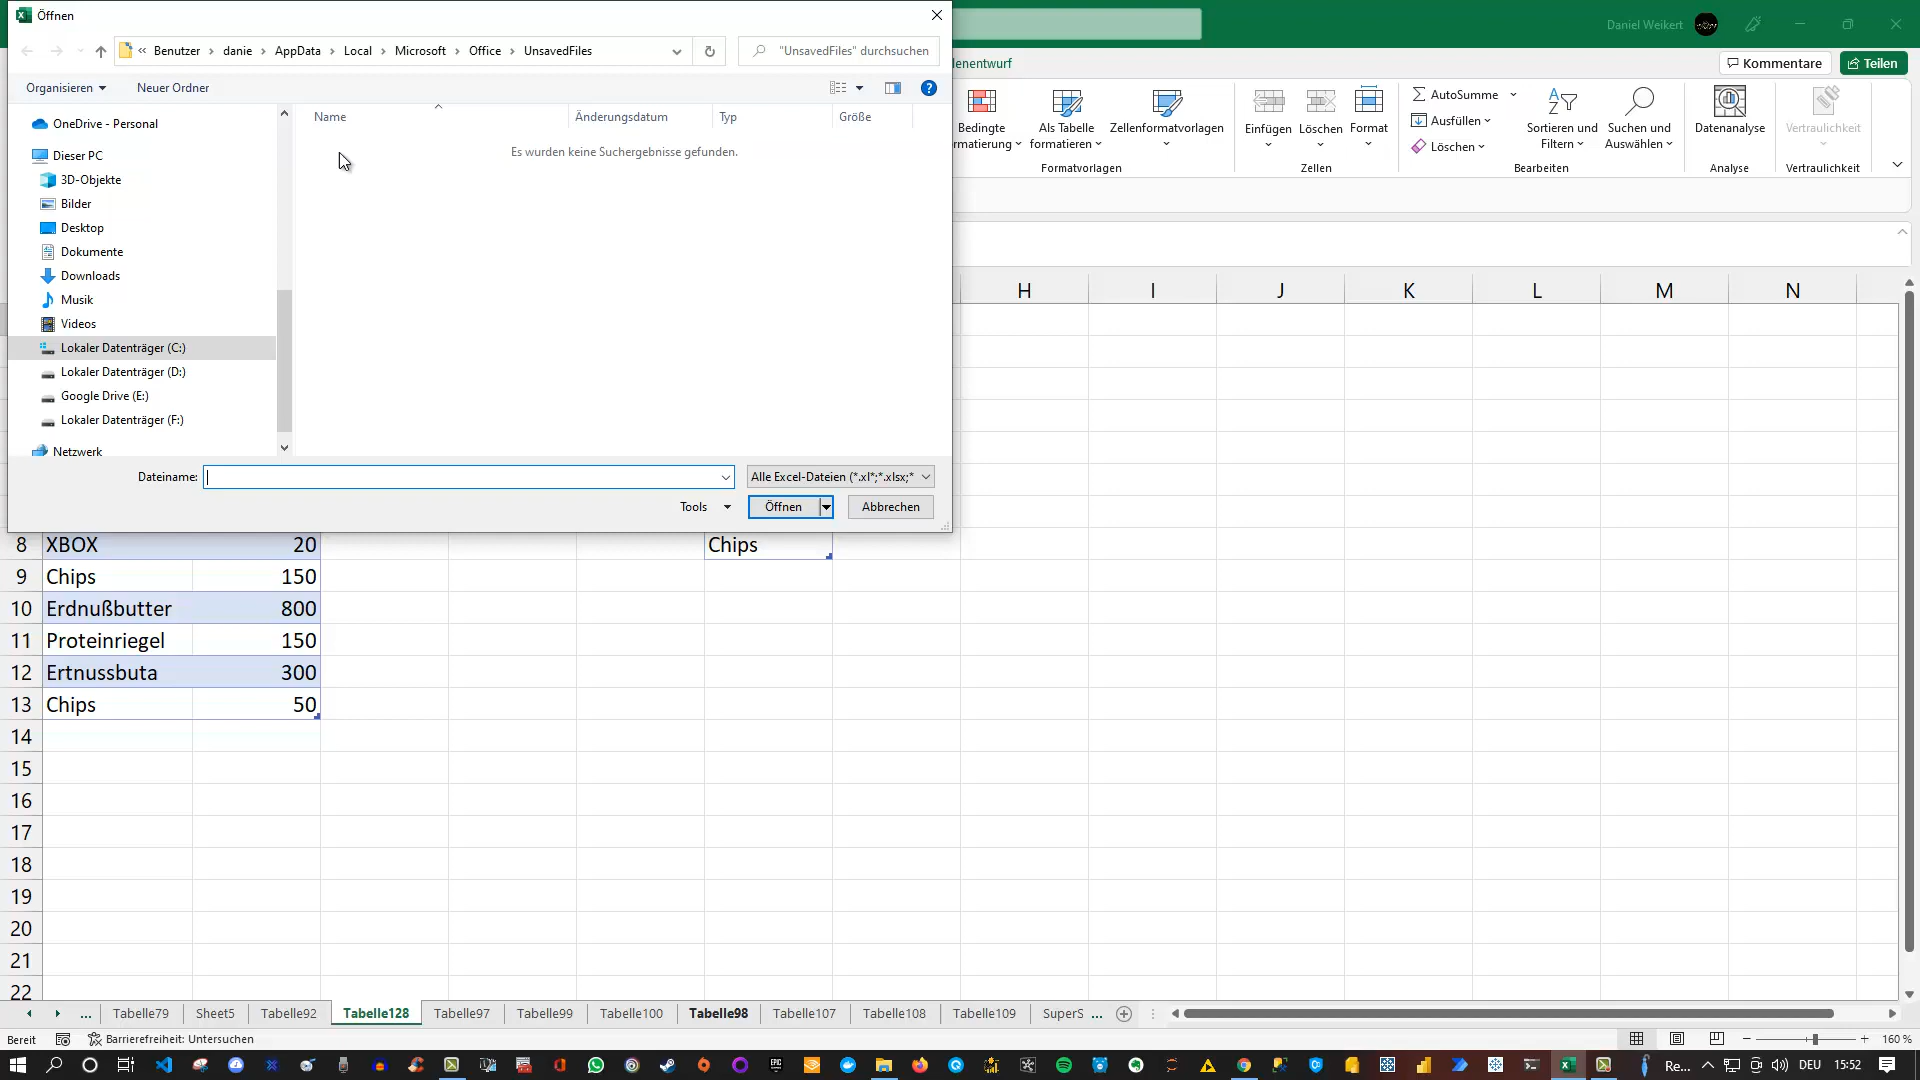 Öffnen
Daniel Weikert
« Benutzer > danie > AppData > Local > Microsoft > Office > UnsavedFiles
"UnsavedFiles" durchsuchen
Organisieren
Neuer Ordner
Name
Änderungsdatum
Typ
Größe
Es wurden keine Suchergebnisse gefunden.
OneDrive - Personal
Dieser PC
3D-Objekte
Bilder
Desktop
Dokumente
Downloads
Musik
Videos
Lokaler Datenträger (C:)
Lokaler Datenträger (D:)
Google Drive (E:)
Lokaler Datenträger (F:)
Netzwerk
Dateiname:
Alle Excel-Dateien (*.xl*;*.xlsx;*
Tools
Öffnen
Abbrechen
lenentwurf
Kommentare
Teilen
Bedingte
rmatierung
Als Tabelle
formatieren
Zellenformatvorlagen
Formatvorlagen
Einfügen
Löschen
Format
Zellen
AutoSumme
Ausfüllen
Löschen
Sortieren und
Filtern
Suchen und
Auswählen
Bearbeiten
Datenanalyse
Analyse
Vertraulichkeit
Vertraulichkeit
H I J K L M N
8 XBOX 20 Chips
9 Chips 150
10 Erdnußbutter 800
11 Proteinriegel 150
12 Ertnussbuta 300
13 Chips 50
14
15
16
17
18
19
20
21
22
... Tabelle79 Sheet5 Tabelle92 Tabelle128 Tabelle97 Tabelle99 Tabelle100 Tabelle98 Tabelle107 Tabelle108 Tabelle109 SuperS ...
Bereit
Barrierefreiheit: Untersuchen
160 %
Re...
DEU
15:52